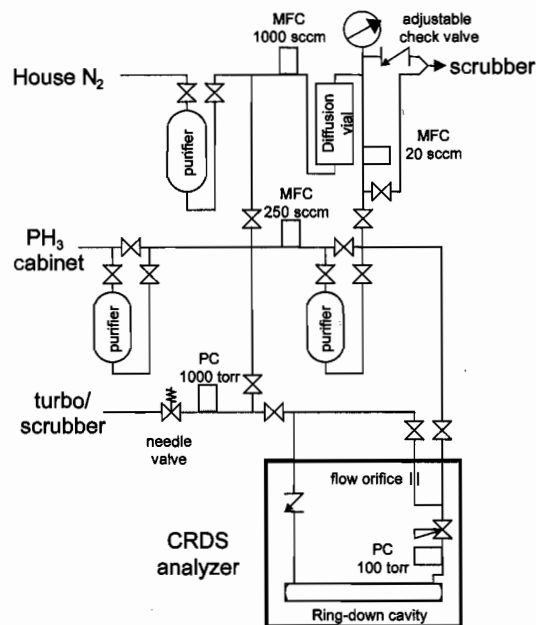 MFC
1000 sccm
adjustable
check valve
House N₂
scrubber
purifier
Diffusion
vial
MFC
20 sccm
MFC
250 sccm
PH₃
cabinet
purifier
purifier
PC
1000 torr
turbo/
scrubber
needle
valve
flow orifice
CRDS
analyzer
PC
100 torr
Ring-down cavity